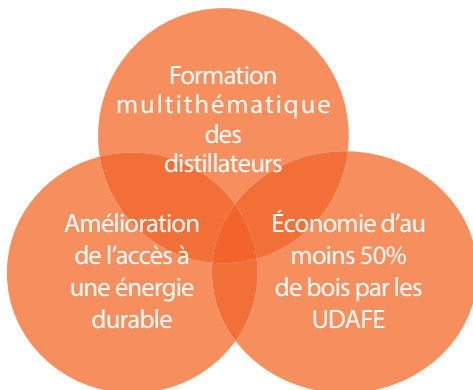 Formation
multithématique
des
distillateurs
Amélioration
de l'accès à
une énergie
durable
Économie d'au
moins 50%
de bois par les
UDAFE